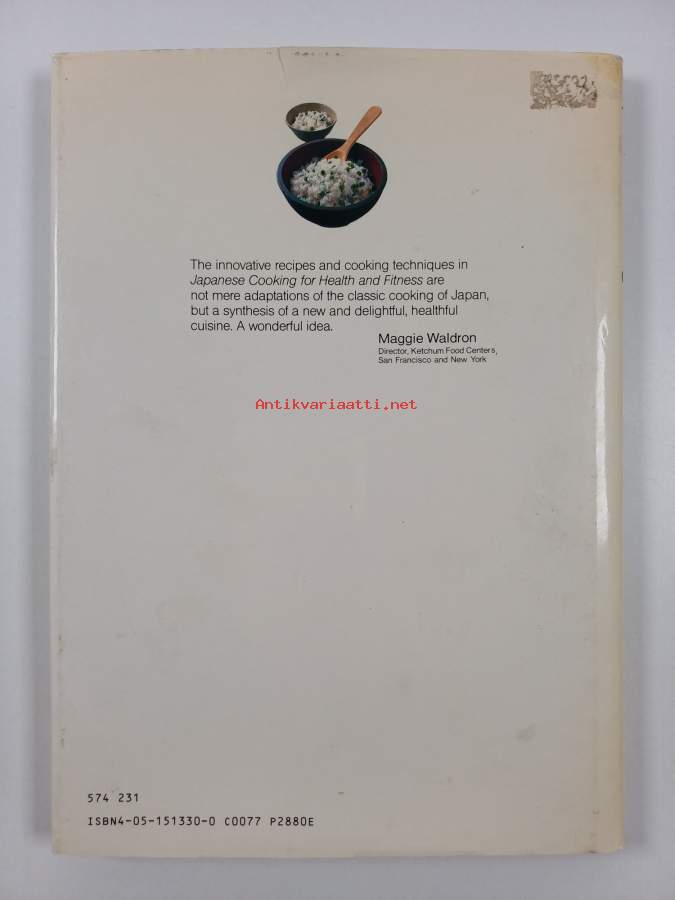 The innovative recipes and cooking techniques in
Japanese Cooking for Health and Fitness are
not mere adaptations of the classic cooking of Japan,
but a synthesis of a new and delightful, healthful
cuisine. A wonderful idea.
Maggie Waldron
Director, Ketchum Food Centers,
San Francisco and New York
Antikvariaatti.net
574 231
ISBN4-05-151330-0 C0077 P2880E